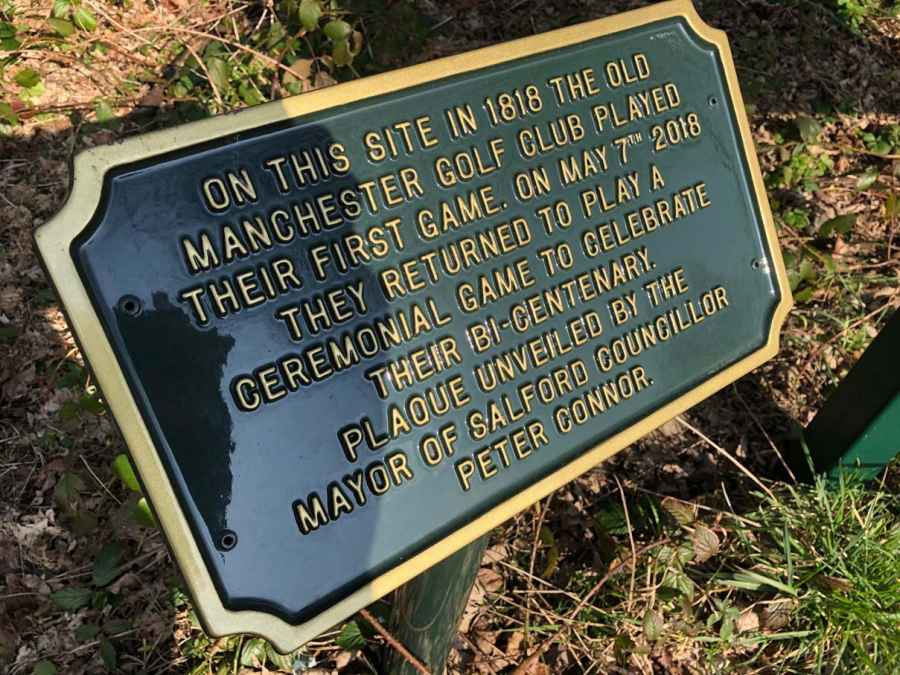 ON THIS SITE IN 1818 THE OLD
MANCHESTER GOLF CLUB PLAYED
THEIR FIRST GAME. ON MAY 7TH 2018
THEY RETURNED TO PLAY A
CEREMONIAL GAME TO CELEBRATE
THEIR BI-CENTENARY.
PLAQUE UNVEILED BY THE
MAYOR OF SALFORD COUNCILLOR
PETER CONNOR.